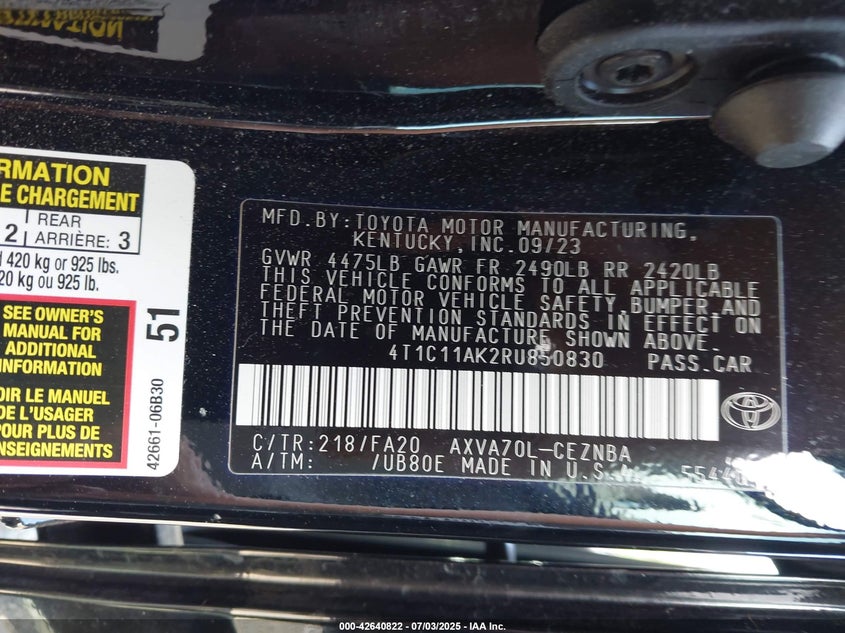 RMATION
E CHARGEMENT
2 REAR
ARRIÈRE: 3
420 kg or 925 lbs.
20 kg ou 925 lb.
SEE OWNER'S
MANUAL FOR
ADDITIONAL
INFORMATION
OIR LE MANUEL
DE L'USAGER
POUR PLUS DE
ENSEIGNEMENTS
51
42661-06B30
MFD.BY:TOYOTA MOTOR MANUFACTURING,
KENTUCKY,INC.09/23
GVWR 4475LB GAWR FR 2490LB RR 2420LB
THIS VEHICLE CONFORMS TO ALL APPLICABLE
FEDERAL MOTOR VEHICLE SAFETY,BUMPER,AND
THEFT PREVENTION STANDARDS IN EFFECT ON
THE DATE OF MANUFACTURE SHOWN ABOVE.
4T1C11AK2RU850830 PASS.CAR
C/TR:218/FA20 AXVA70L-CEZNBA
A/TM: /UB80E MADE IN U.S.A.
000-42640822 / 07/03/2025 - IAA Inc.